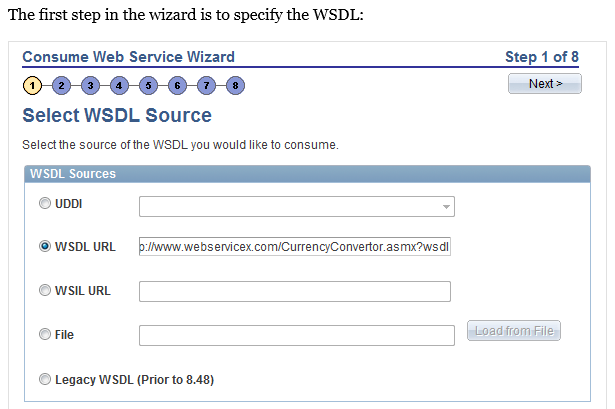 The first step in the wizard is to specify the WSDL:
Consume Web Service Wizard Step 1 of 8
1 2 3 4 5 6 7 8 Next >
Select WSDL Source
Select the source of the WSDL you would like to consume.
WSDL Sources
UDDI
WSDL URL p://www.webservicex.com/CurrencyConvertor.asmx?wsdl
WSIL URL
File Load from File
Legacy WSDL (Prior to 8.48)